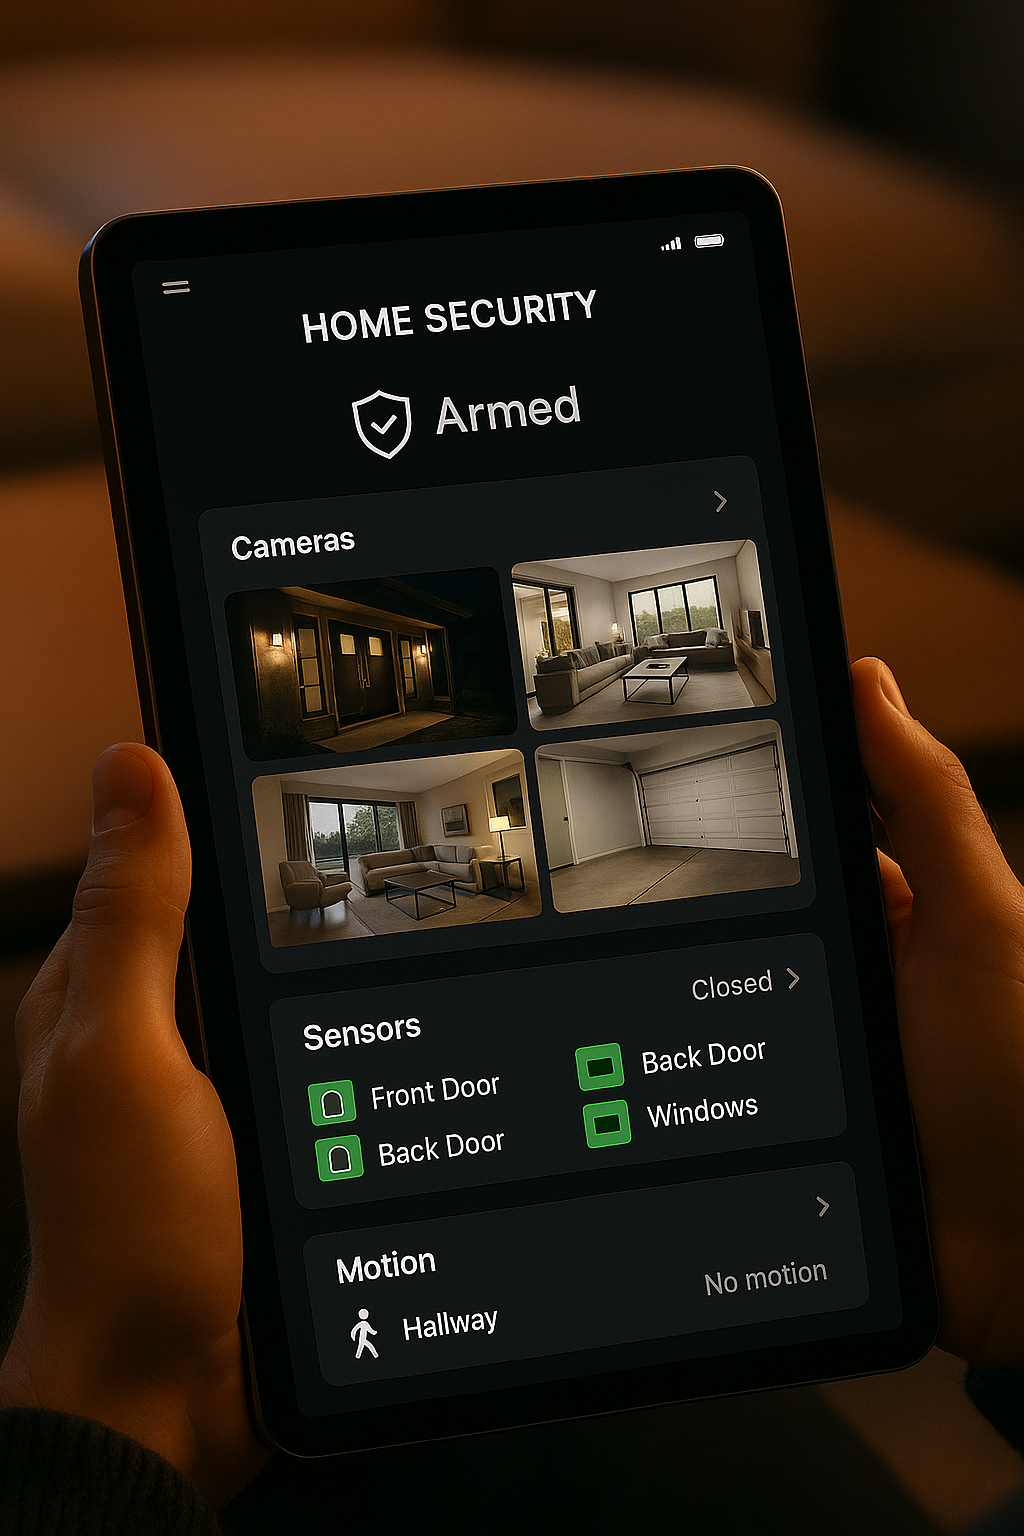 HOME SECURITY
Armed
Cameras
Closed
Sensors
Front Door
Back Door
Back Door
Windows
Motion
No motion
Hallway